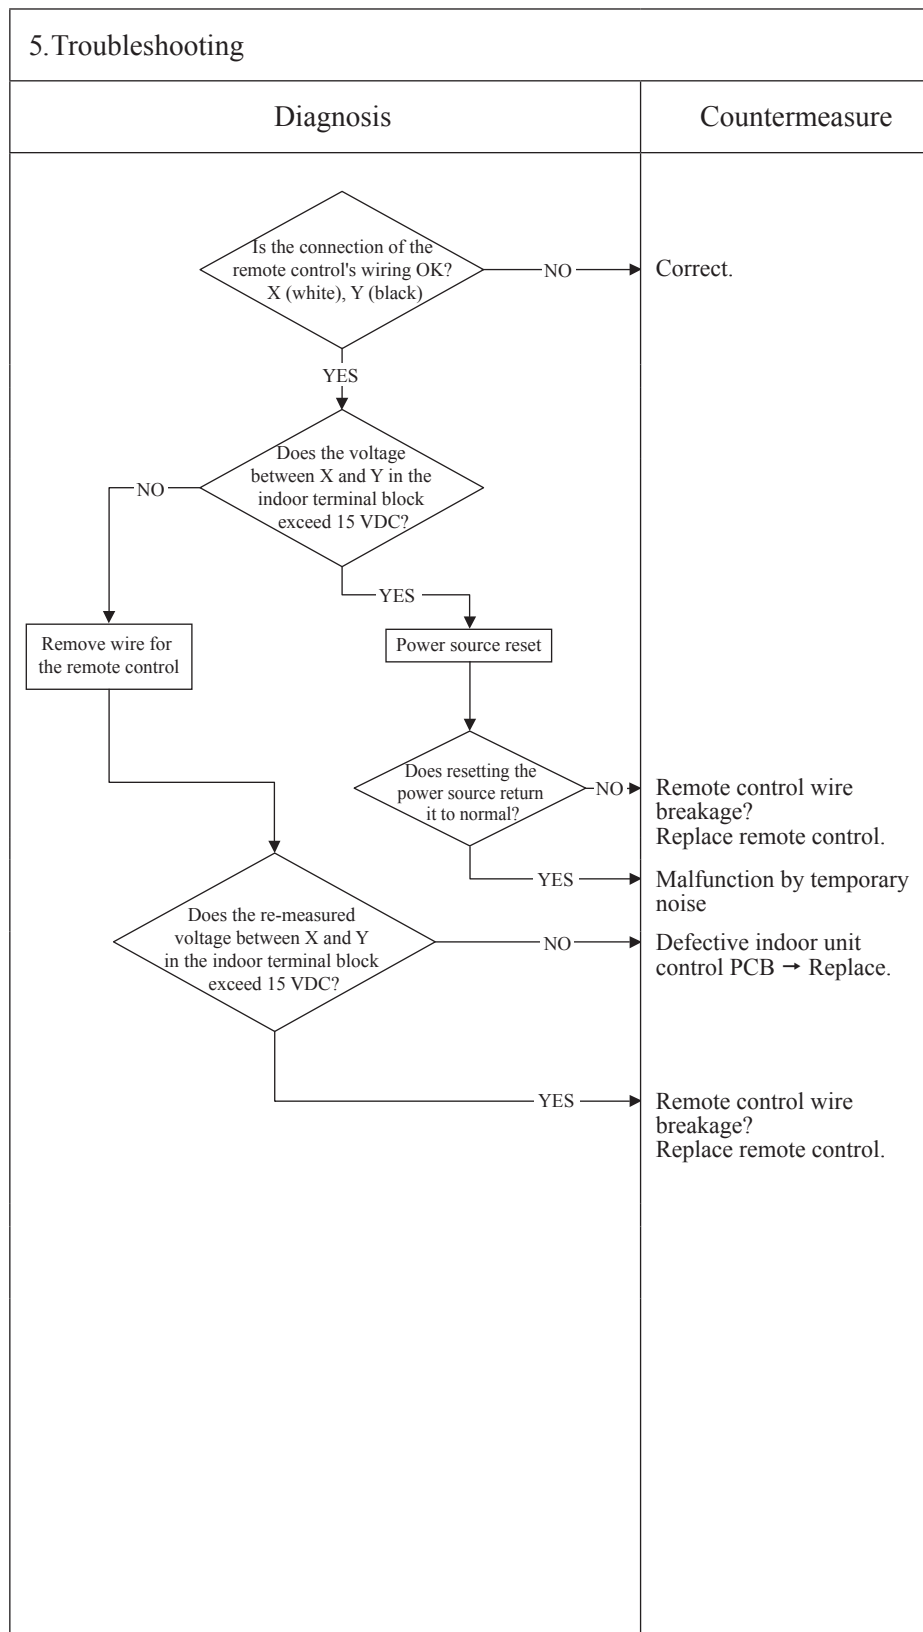 5.Troubleshooting
Diagnosis
Countermeasure
Is the connection of the
remote control's wiring OK?
X (white), Y (black)
NO
Correct.
YES
Does the voltage
between X and Y in the
indoor terminal block
exceed 15 VDC?
NO
YES
Remove wire for
the remote control
Power source reset
Does resetting the
power source return
it to normal?
NO
Remote control wire
breakage?
Replace remote control.
YES
Malfunction by temporary
noise
Does the re-measured
voltage between X and Y
in the indoor terminal block
exceed 15 VDC?
NO
Defective indoor unit
control PCB → Replace.
YES
Remote control wire
breakage?
Replace remote control.